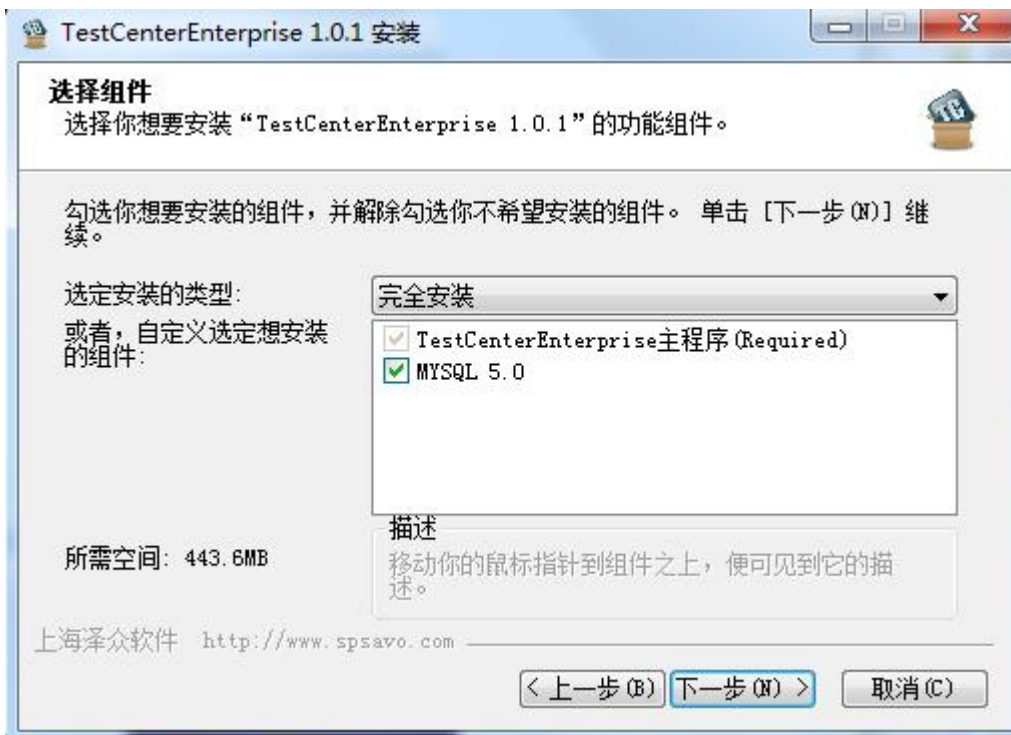 TestCenterEnterprise 1.0.1 安装
选择组件
选择你想要安装“TestCenterEnterprise 1.0.1”的功能组件。
TC
勾选你想要安装的组件，并解除勾选你不希望安装的组件。 单击 [下一步(N)] 继
续。
选定安装的类型:
完全安装
或者，自定义选定想安装
的组件:
TestCenterEnterprise主程序(Required)
MYSQL 5.0
描述
移动你的鼠标指针到组件之上，便可见到它的描
述。
所需空间: 443.6MB
上海泽众软件 http://www.spsavo.com
< 上一步(B)
下一步(N) >
取消(C)